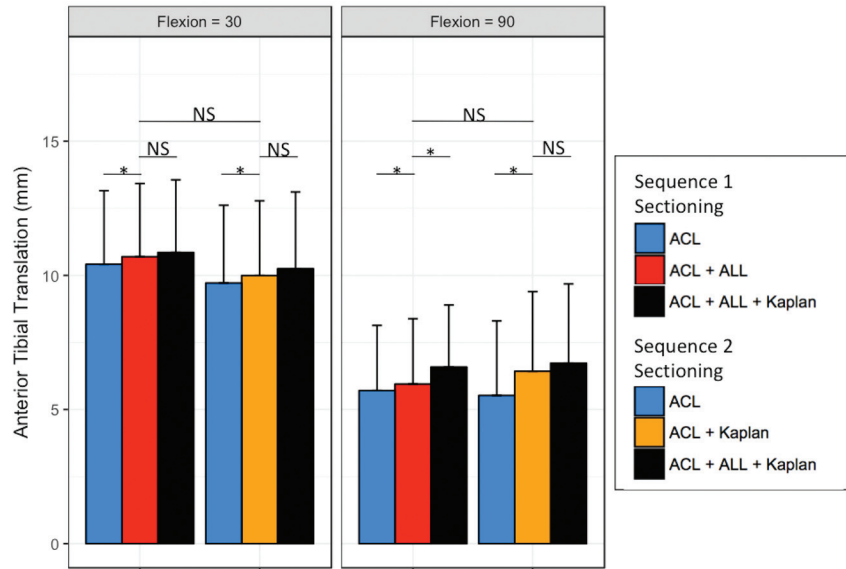 Flexion = 30
Flexion = 90
Anterior Tibial Translation (mm)
15
10
5
0
NS
NS
NS
*
*
NS
*
NS
*
*
Sequence 1
Sectioning
ACL
ACL + ALL
ACL + ALL + Kaplan
Sequence 2
Sectioning
ACL
ACL + Kaplan
ACL + ALL + Kaplan